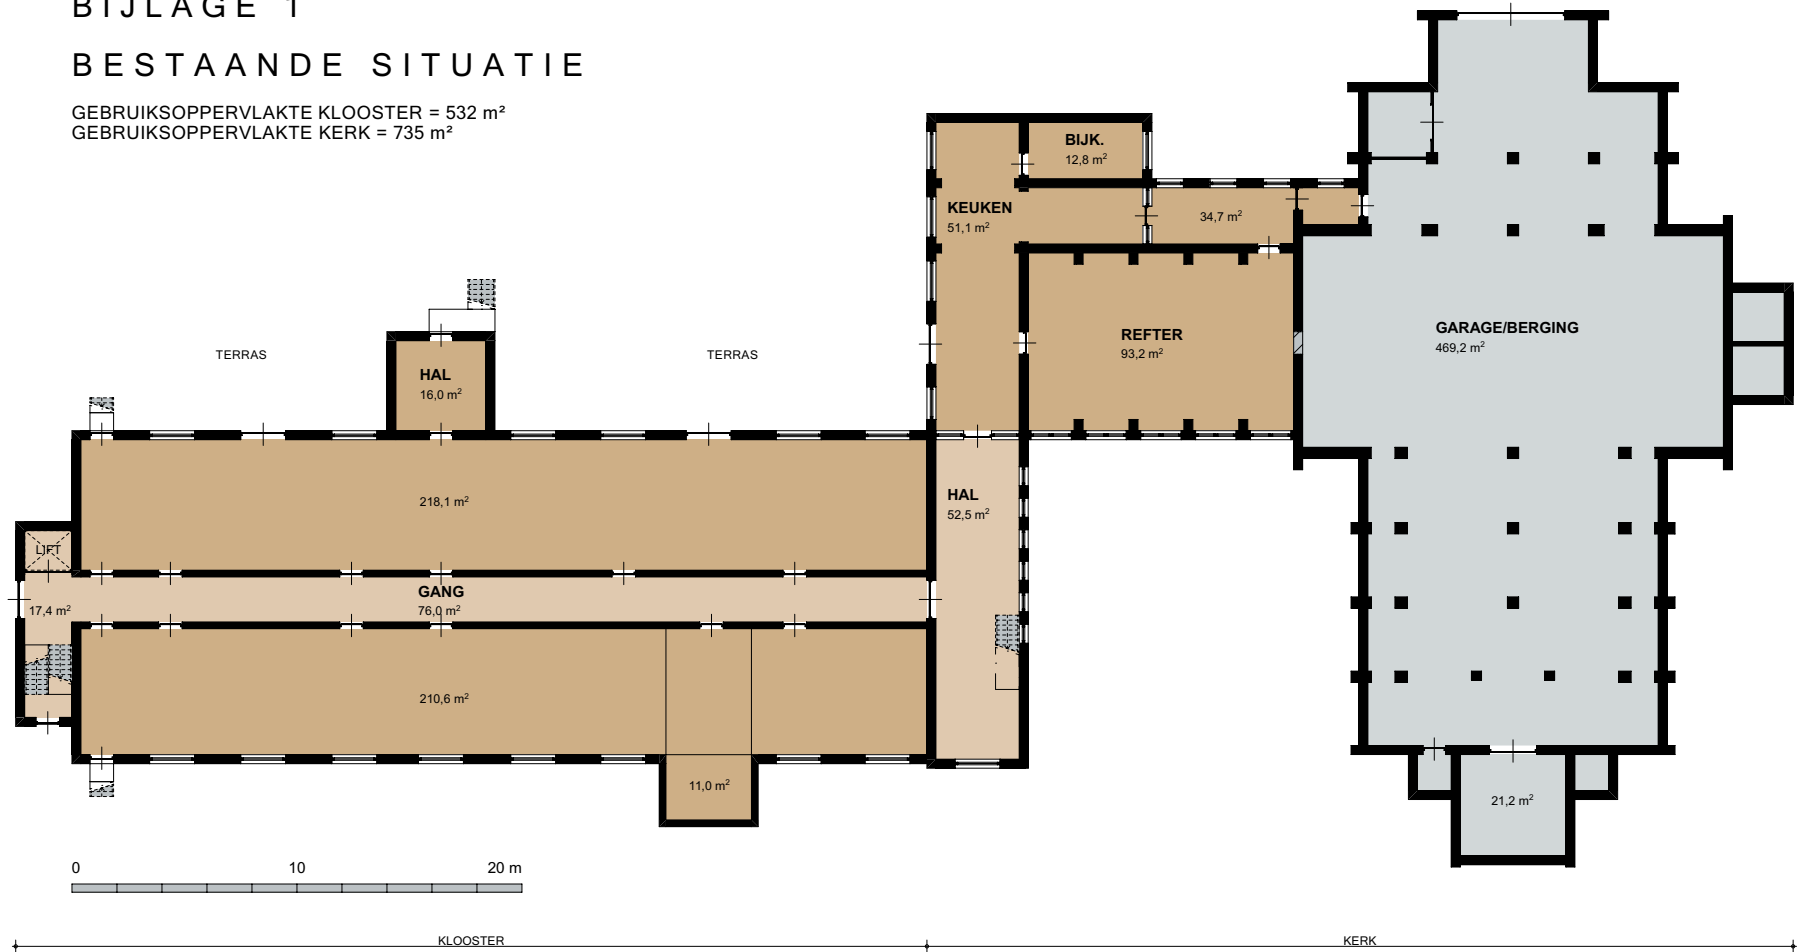 BIJLAGE 1
BESTAANDE SITUATIE
GEBRUIKSOPPERVLAKTE KLOOSTER = 532 m²
GEBRUIKSOPPERVLAKTE KERK = 735 m²
BIJK.
12,8 m²
KEUKEN
51,1 m²
34,7 m²
REFTER
93,2 m²
GARAGE/BERGING
469,2 m²
TERRAS
TERRAS
HAL
16,0 m²
218,1 m²
HAL
52,5 m²
LIFT
GANG
76,0 m²
17,4 m²
210,6 m²
11,0 m²
21,2 m²
0 10 20 m
KLOOSTER
KERK